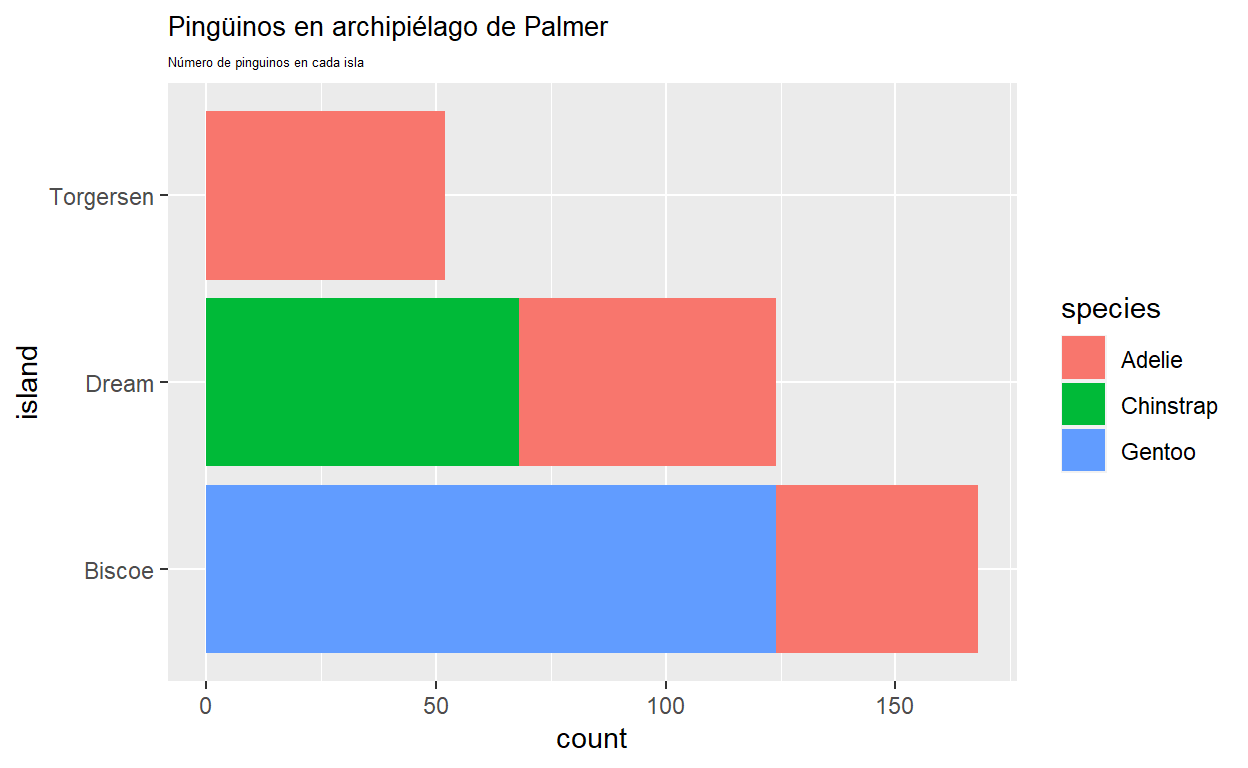 Pingüinos en archipiélago de Palmer
Número de pinguinos en cada isla
Torgersen
Dream
Biscoe
island
0 50 100 150
count
species
Adelie
Chinstrap
Gentoo